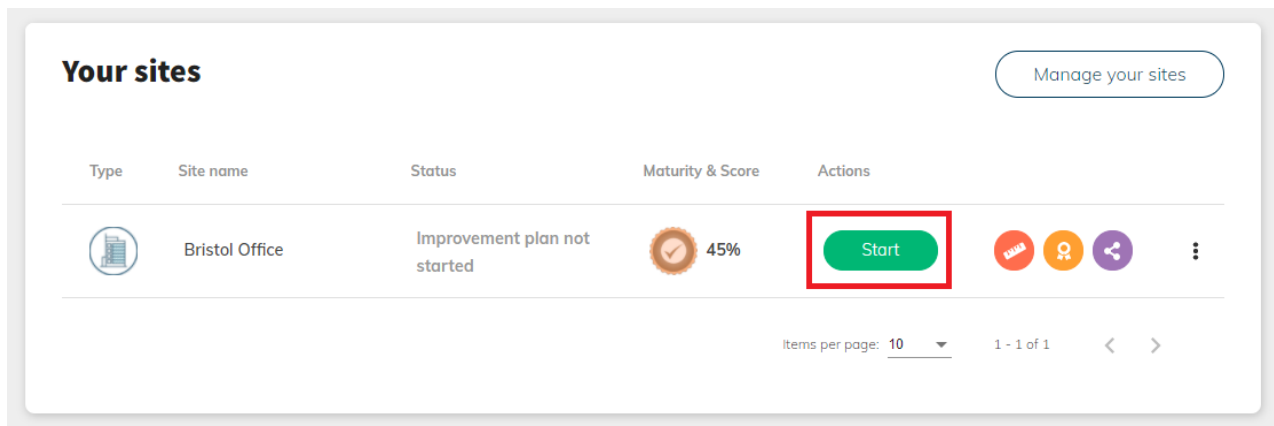 Your sites
Manage your sites
Type Site name Status Maturity & Score Actions
Bristol Office Improvement plan not started 45% Start
Items per page: 10 1 - 1 of 1